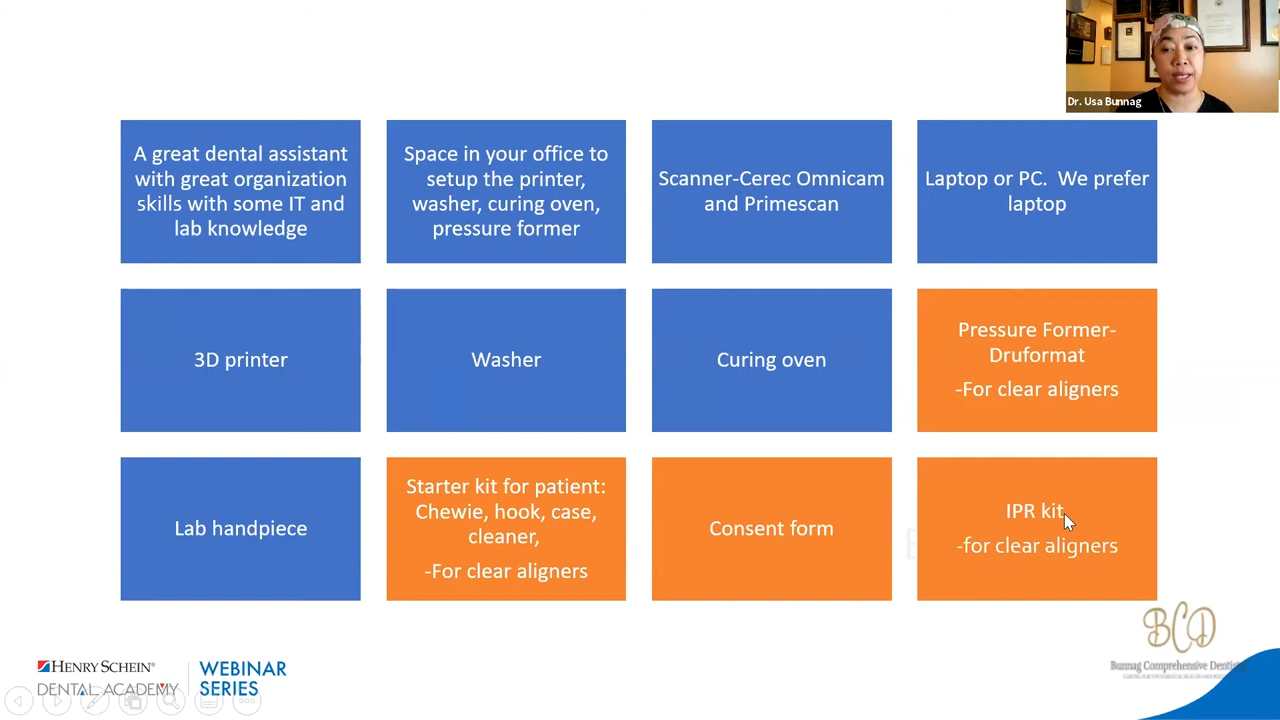 Dr. Usa Bunnag
A great dental assistant
with great organization
skills with some IT and
lab knowledge
Space in your office to
setup the printer,
washer, curing oven,
pressure former
Scanner-Cerec Omnicam
and Primescan
Laptop or PC.  We prefer
laptop
3D printer
Washer
Curing oven
Pressure Former-
Druformat
-For clear aligners
Lab handpiece
Starter kit for patient:
Chewie, hook, case,
cleaner,
-For clear aligners
Consent form
IPR kit
-for clear aligners
BCD
Bunnag Comprehensive Dentist
HENRY SCHEIN®
DENTAL ACADEMY
WEBINAR
SERIES